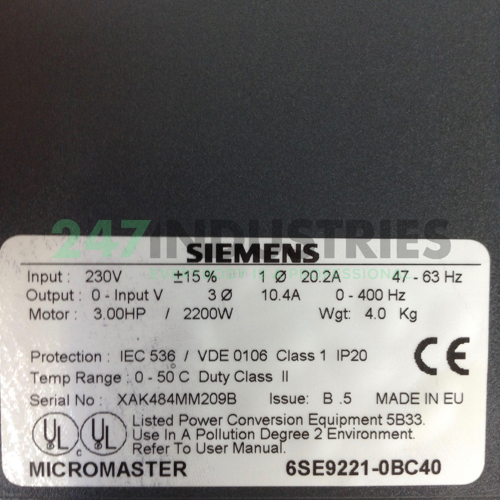 247INDUSTRIES
SIEMENS
Input : 230V ±15% 1 Ø 20.2A 47 - 63 Hz
Output : 0 - Input V 3 Ø 10.4A 0 - 400 Hz
Motor : 3.00HP / 2200W Wgt: 4.0 Kg
Protection : IEC 536 / VDE 0106 Class 1 IP20
CE
Temp Range : 0 - 50 C Duty Class II
Serial No : XAK484MM209B Issue: B .5 MADE IN EU
UL C UL
Listed Power Conversion Equipment 5B33.
Use In A Pollution Degree 2 Environment.
Refer To User Manual.
MICROMASTER 6SE9221-0BC40